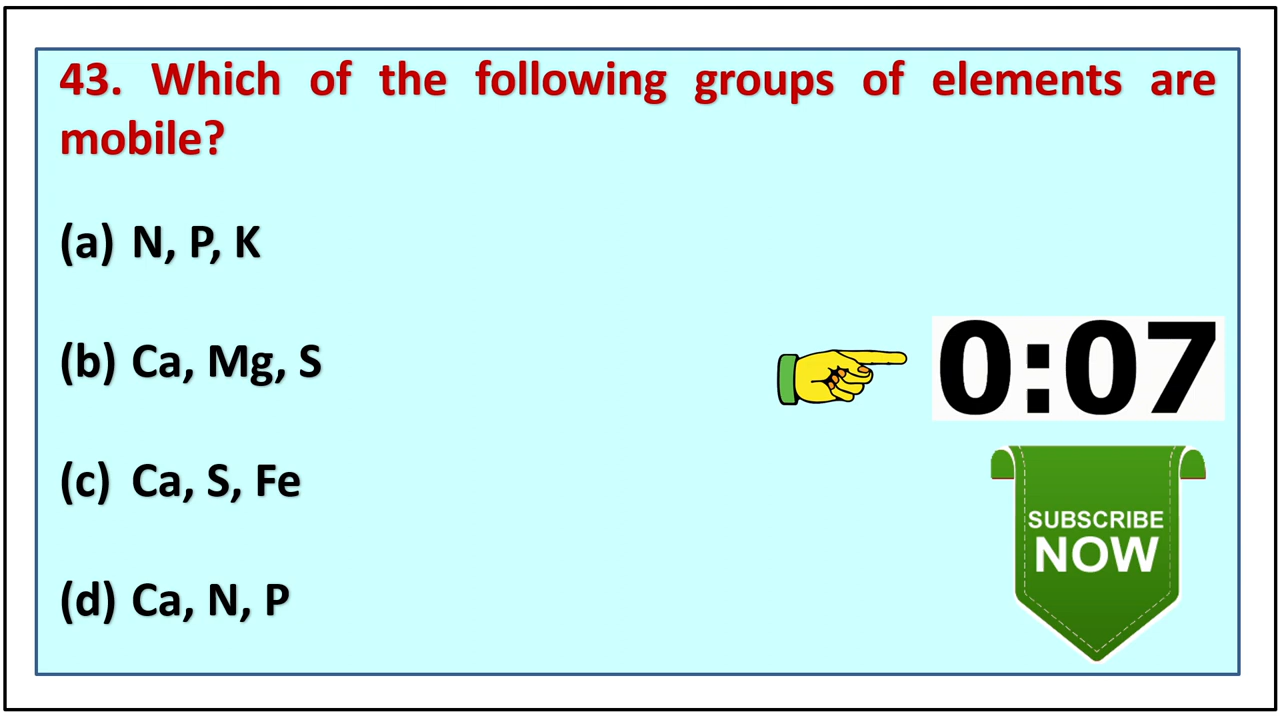 43. Which of the following groups of elements are
mobile?
(a) N, P, K
(b) Ca, Mg, S
0:07
(c) Ca, S, Fe
SUBSCRIBE
NOW
(d) Ca, N, P